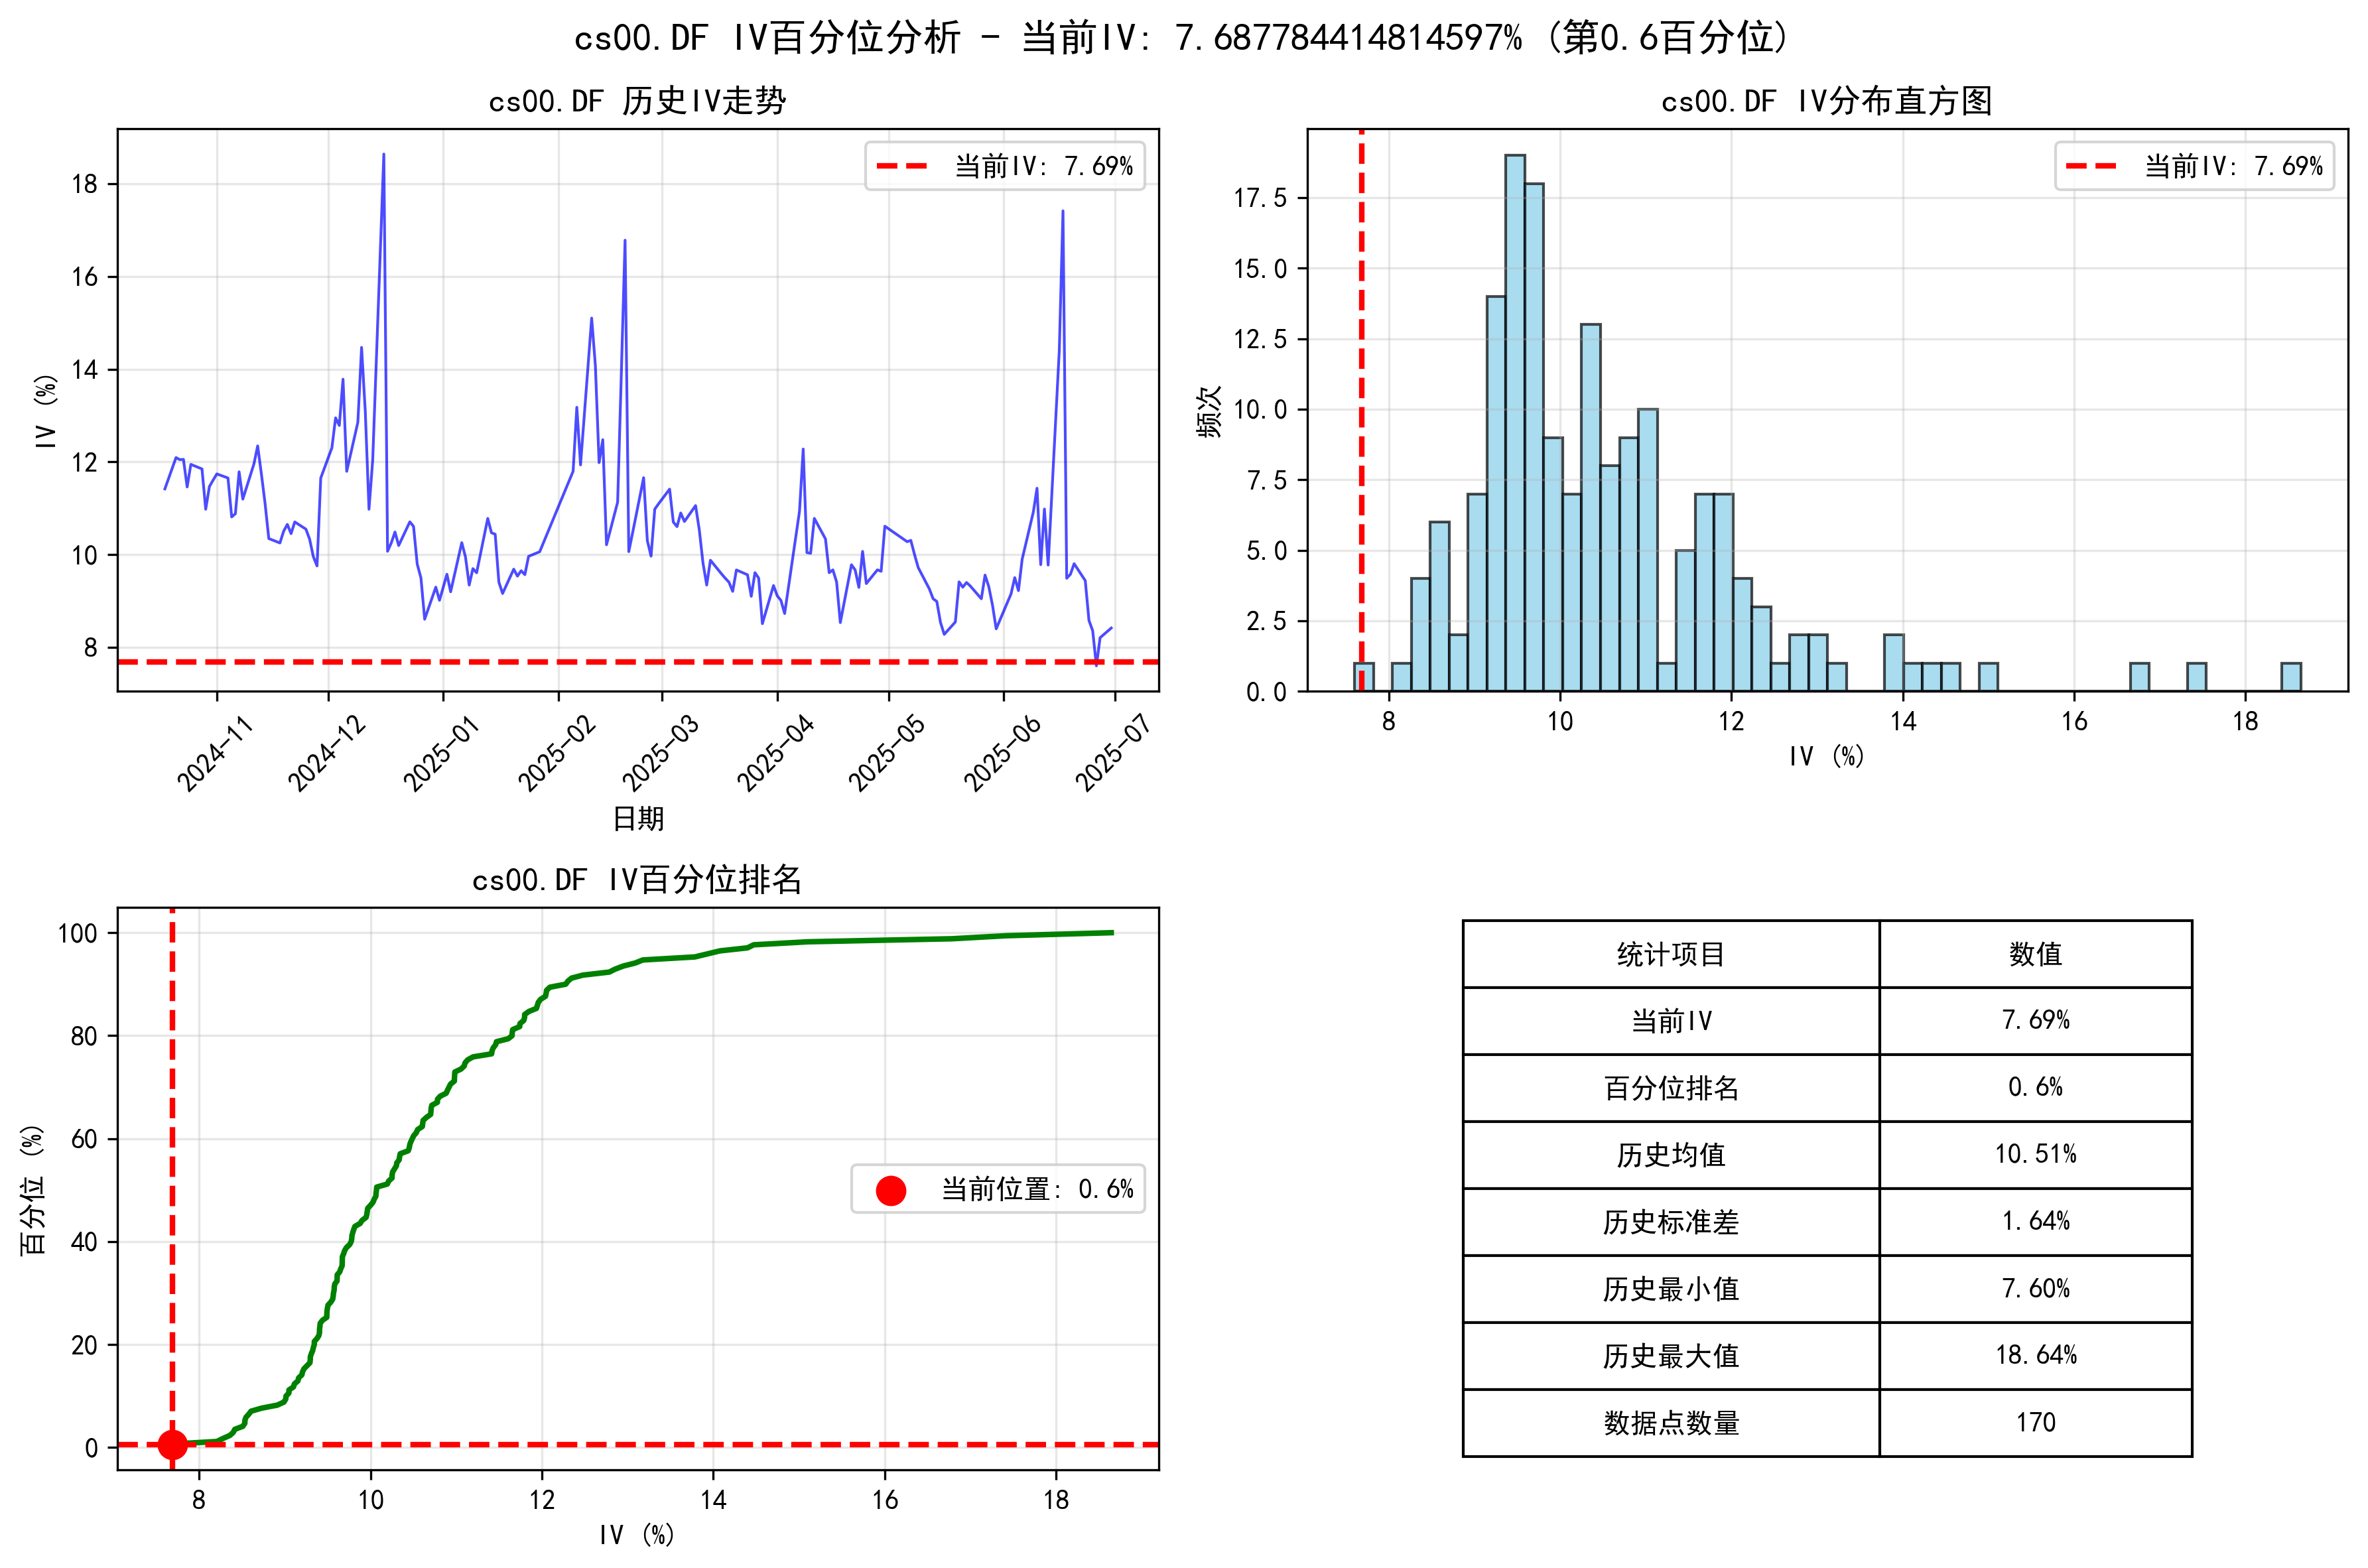 cs00.DF IV百分位分析 - 当前IV: 7.687784414814597% (第0.6百分位)
cs00.DF 历史IV走势
当前IV: 7.69%
IV (%)
18
16
14
12
10
8
2024-11
2024-12
2025-01
2025-02
2025-03
2025-04
2025-05
2025-06
2025-07
日期
cs00.DF IV分布直方图
当前IV: 7.69%
频次
17.5
15.0
12.5
10.0
7.5
5.0
2.5
0.0
8
10
12
14
16
18
IV (%)
cs00.DF IV百分位排名
当前位置: 0.6%
百分位 (%)
100
80
60
40
20
0
8
10
12
14
16
18
IV (%)
统计项目 数值
当前IV 7.69%
百分位排名 0.6%
历史均值 10.51%
历史标准差 1.64%
历史最小值 7.60%
历史最大值 18.64%
数据点数量 170